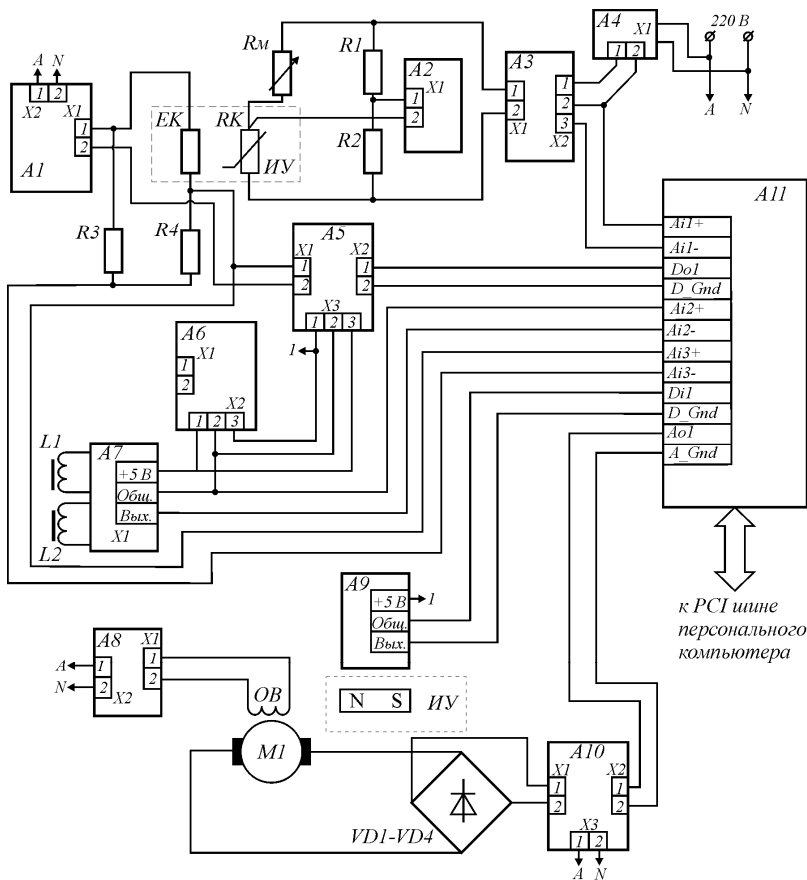 A4
220 В
X1
1 2
A N
Rм
R1
A2
X1
1
2
A3
1
2
X1
1
2
3
X2
A N
1 2
X2 X1
1
2
A1
EK
RK
ИУ
R2
A11
R3
R4
A5
X1 X2
1 1
2 2
X3
1 2 3
1
Ai1+
Ai1-
Do1
D_Gnd
Ai2+
Ai2-
Ai3+
Ai3-
Di1
D_Gnd
Ao1
A_Gnd
A6
X1
1
2
X2
1 2 3
L1
A7
+5 В
Общ.
Вых.
X1
L2
A9
+5 В
1
Общ.
Вых.
к PCI шине
персонального
компьютера
A8
X1
A
1 1
N
2 2
X2
ОВ
N S
ИУ
M1
VD1-VD4
A10
X1 X2
1 1
2 2
X3
1 2
A N